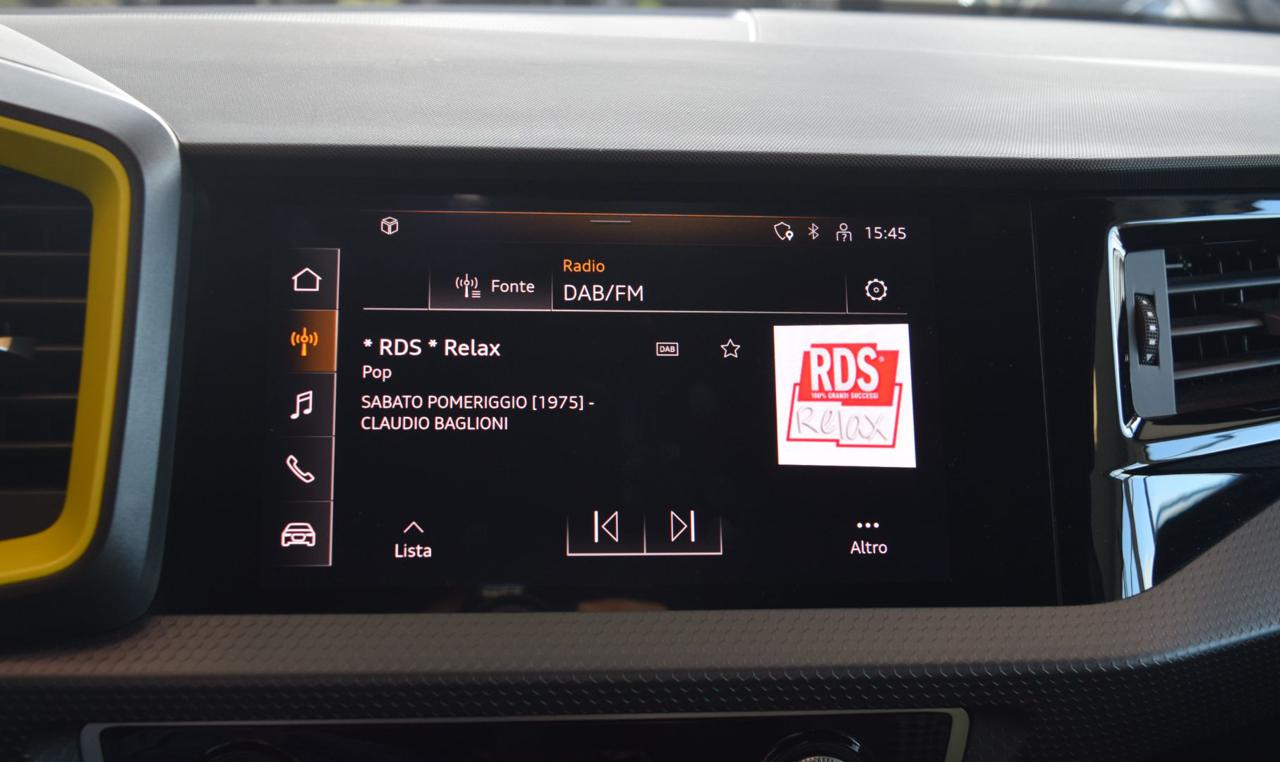 15:45
Fonte
Radio
DAB/FM
* RDS * Relax
DAB
Pop
SABATO POMERIGGIO [1975] -
CLAUDIO BAGLIONI
RDS
100% GRANDI SUCCESSI
Relax
Lista
Altro